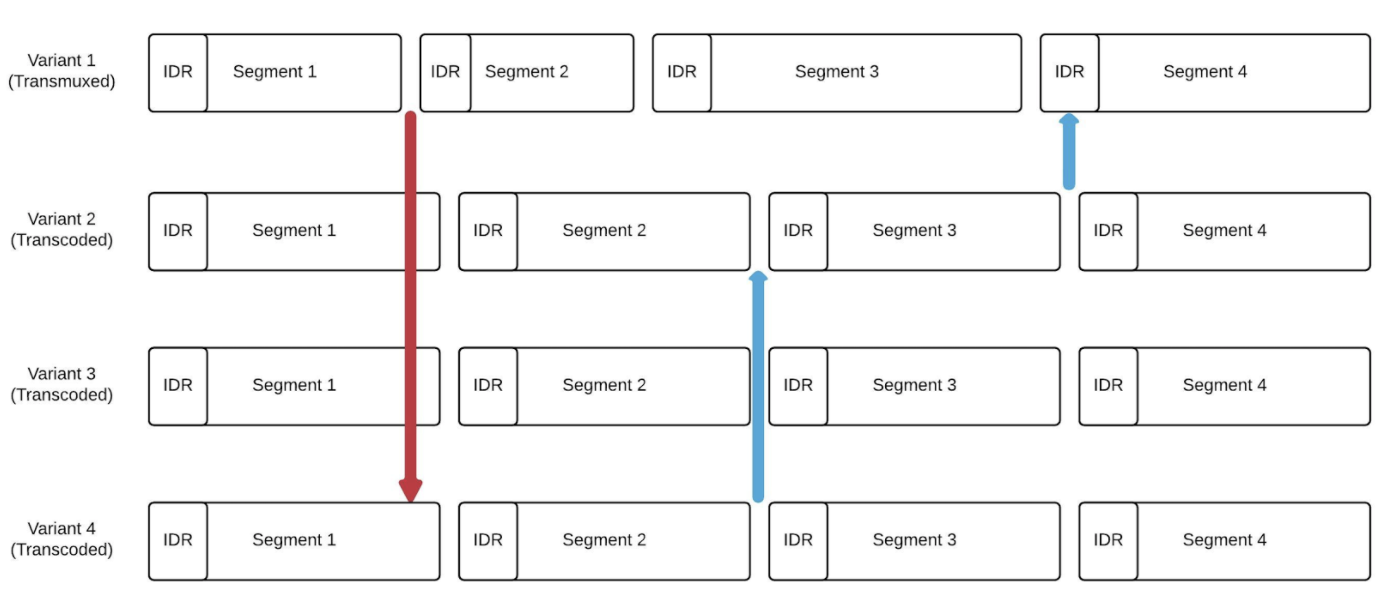 Variant 1
(Transmuxed)
IDR
Segment 1
IDR
Segment 2
IDR
Segment 3
IDR
Segment 4
Variant 2
(Transcoded)
IDR
Segment 1
IDR
Segment 2
IDR
Segment 3
IDR
Segment 4
Variant 3
(Transcoded)
IDR
Segment 1
IDR
Segment 2
IDR
Segment 3
IDR
Segment 4
Variant 4
(Transcoded)
IDR
Segment 1
IDR
Segment 2
IDR
Segment 3
IDR
Segment 4